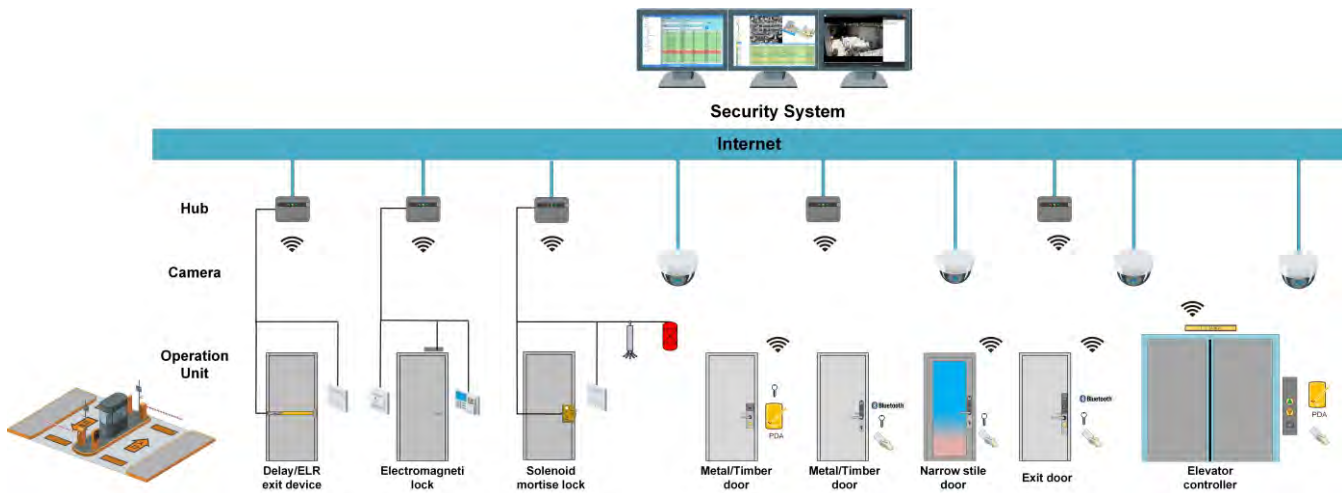 Security System
Internet
Hub
Camera
Operation
Unit
Bluetooth
Bluetooth
PDA
PDA
Delay/ELR
exit device
Electromagneti
lock
Solenoid
mortise lock
Metal/Timber
door
Metal/Timber
door
Narrow stile
door
Exit door
Elevator
controller